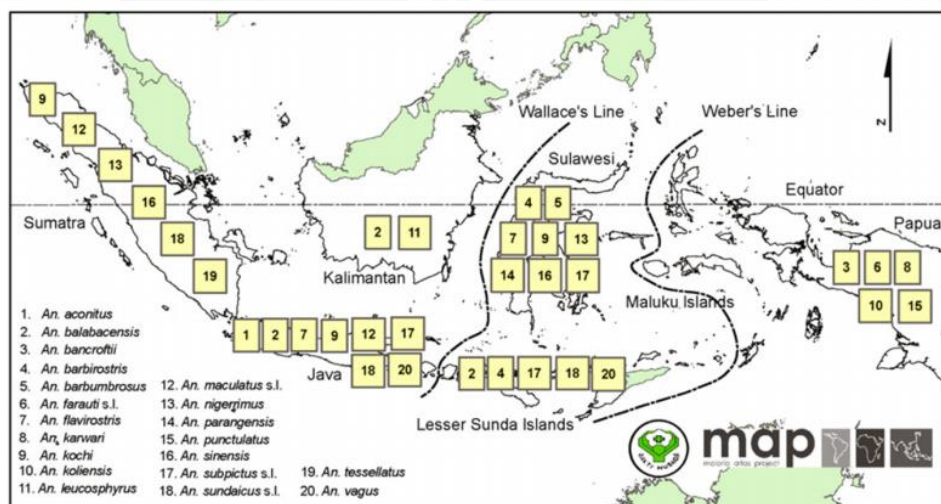 Wallace's Line
Weber's Line
N
9
12
Sulawesi
13
Equator
16
4 5
Sumatra
Papua
18
2 11
7 9 13
3 6 8
Kalimantan
19
14 16 17
Maluku Islands
10 15
1 2 7 9 12 17
Java
18 20
2 4 17 18 20
Lesser Sunda Islands
1. An. aconitus
2. An. balabacensis
3. An. bancroftii
4. An. barbirostris
5. An. barbumbrosus
6. An. farauti s.l.
7. An. flavirostris
8. An. karwari
9. An. kochi
10. An. koliensis
11. An. leucosphyrus
12. An. maculatus s.l.
13. An. nigerrimus
14. An. parangensis
15. An. punctulatus
16. An. sinensis
17. An. subpictus s.l.
18. An. sundaicus s.l.
19. An. tessellatus
20. An. vagus
map
malaria atlas project